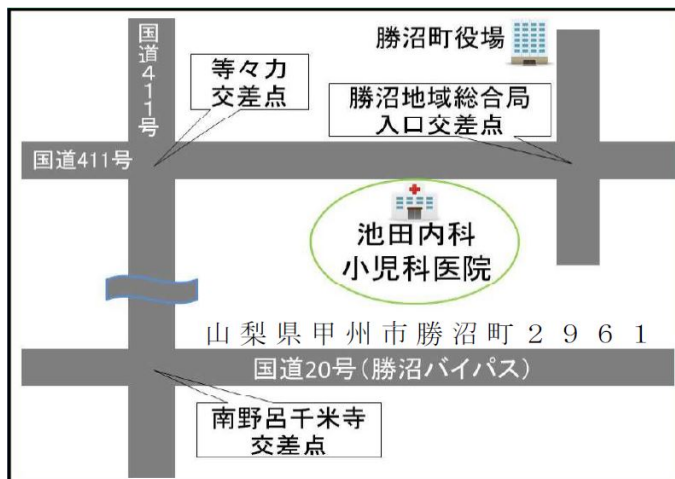 国道411号
等々力
交差点
勝沼町役場
勝沼地域総合局
入口交差点
国道411号
池田内科
小児科医院
山梨県甲州市勝沼町2961
国道20号(勝沼バイパス)
南野呂千米寺
交差点